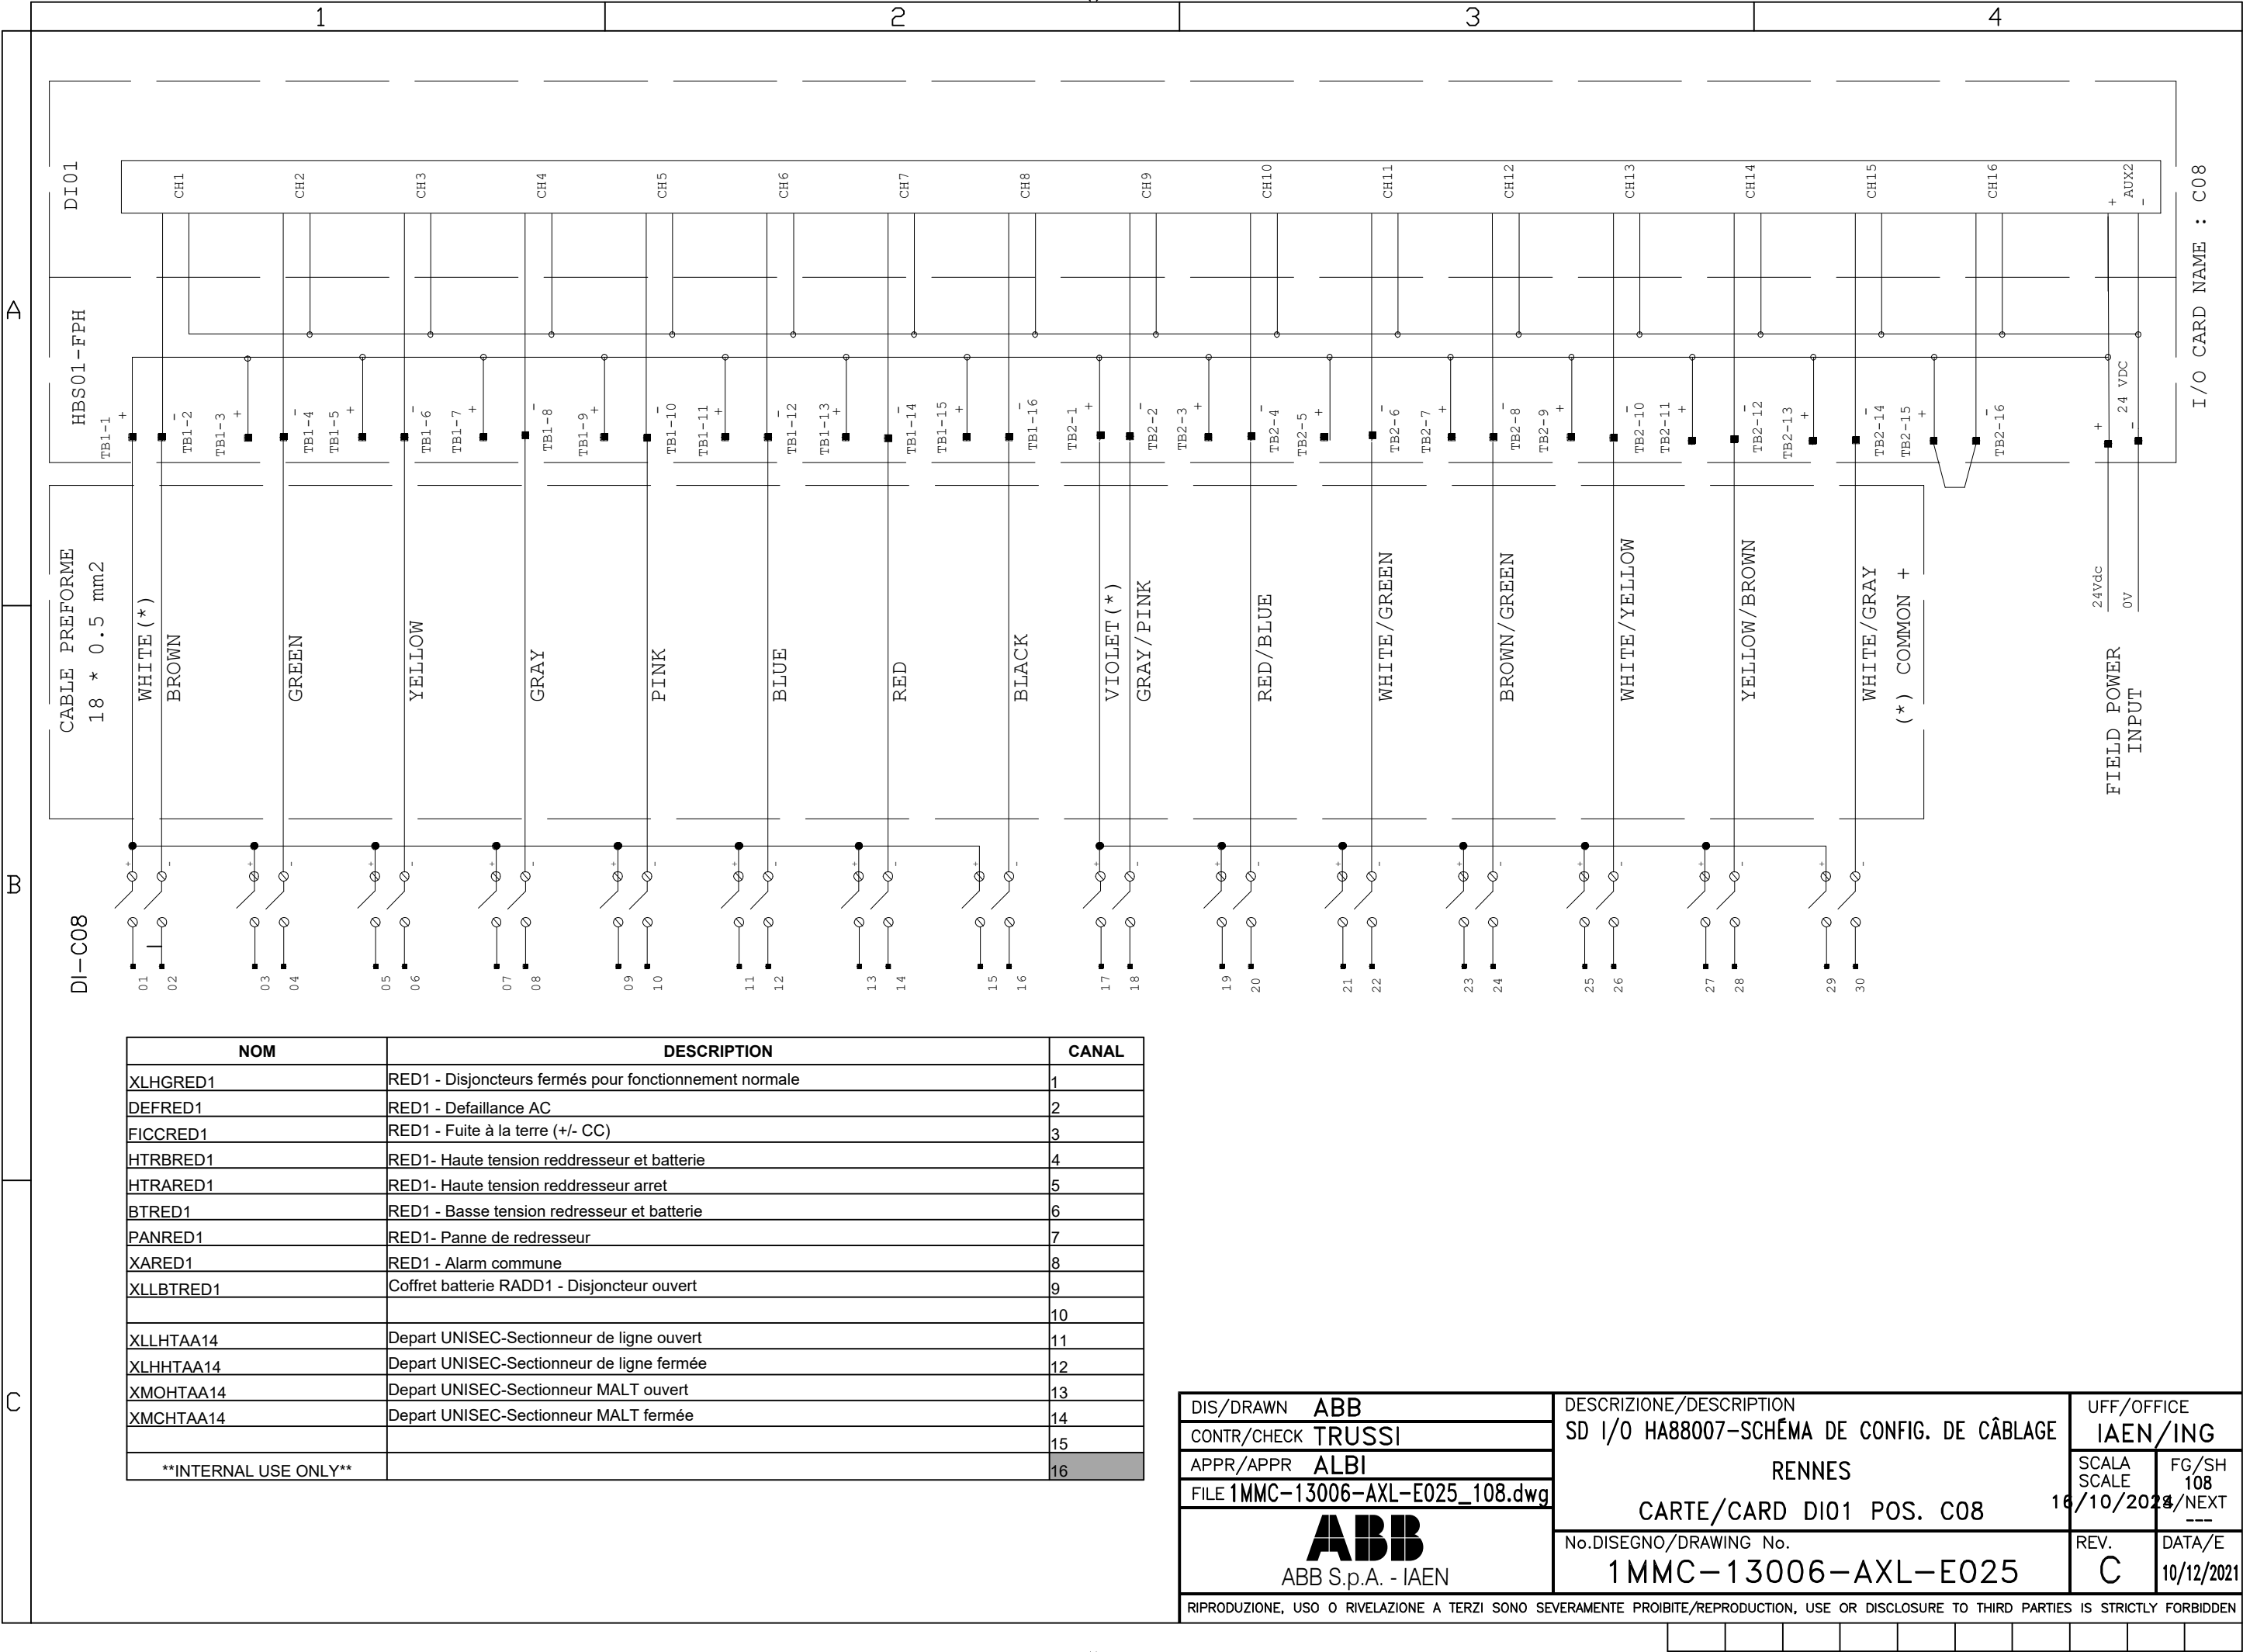 1 2 3 4
A
B
C
DI01
CH1 CH2 CH3 CH4 CH5 CH6 CH7 CH8 CH9 CH10 CH11 CH12 CH13 CH14 CH15 CH16 + AUX2 -
I/O CARD NAME : C08
HBS01-FPH
TB1-1 + - TB1-2 TB1-3 + - TB1-4 TB1-5 + - TB1-6 TB1-7 + - TB1-8 TB1-9 + - TB1-10 TB1-11 + - TB1-12 TB1-13 + - TB1-14 TB1-15 + - TB1-16
TB2-1 + - TB2-2 TB2-3 + - TB2-4 TB2-5 + - TB2-6 TB2-7 + - TB2-8 TB2-9 + - TB2-10 TB2-11 + - TB2-12 TB2-13 + - TB2-14 TB2-15 + - TB2-16
+ - 24 VDC
CABLE PREFORME
18 * 0.5 mm2
WHITE(*)
BROWN
GREEN
YELLOW
GRAY
PINK
BLUE
RED
BLACK
VIOLET(*)
GRAY/PINK
RED/BLUE
WHITE/GREEN
BROWN/GREEN
WHITE/YELLOW
YELLOW/BROWN
WHITE/GRAY
(*) COMMON +
24Vdc
0V
FIELD POWER
INPUT
+ - + - + - + - + - + - + - + - + - + - + - + - + - + - + -
DI-C08
01 02 03 04 05 06 07 08 09 10 11 12 13 14 15 16 17 18 19 20 21 22 23 24 25 26 27 28 29 30
NOM DESCRIPTION CANAL
XLHGRED1 RED1 - Disjoncteurs fermés pour fonctionnement normale 1
DEFRED1 RED1 - Defaillance AC 2
FICCRED1 RED1 - Fuite à la terre (+/- CC) 3
HTRBRED1 RED1- Haute tension reddresseur et batterie 4
HTRARED1 RED1- Haute tension reddresseur arret 5
BTRED1 RED1 - Basse tension redresseur et batterie 6
PANRED1 RED1- Panne de redresseur 7
XARED1 RED1 - Alarm commune 8
XLLBTRED1 Coffret batterie RADD1 - Disjoncteur ouvert 9
10
XLLHTAA14 Depart UNISEC-Sectionneur de ligne ouvert 11
XLHHTAA14 Depart UNISEC-Sectionneur de ligne fermée 12
XMOHTAA14 Depart UNISEC-Sectionneur MALT ouvert 13
XMCHTAA14 Depart UNISEC-Sectionneur MALT fermée 14
15
**INTERNAL USE ONLY** 16
DIS/DRAWN ABB
CONTR/CHECK TRUSSI
APPR/APPR ALBI
FILE 1MMC-13006-AXL-E025_108.dwg
ABB
ABB S.p.A. - IAEN
DESCRIZIONE/DESCRIPTION
SD I/O HA88007-SCHÉMA DE CONFIG. DE CÂBLAGE
RENNES
CARTE/CARD DI01 POS. C08
No.DISEGNO/DRAWING No.
1MMC-13006-AXL-E025
UFF/OFFICE
IAEN/ING
SCALA
SCALE
FG/SH
108
/NEXT
---
REV.
C
DATA/E
10/12/2021
RIPRODUZIONE, USO O RIVELAZIONE A TERZI SONO SEVERAMENTE PROIBITE/REPRODUCTION, USE OR DISCLOSURE TO THIRD PARTIES IS STRICTLY FORBIDDEN